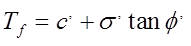 T_f = c' + σ' tan ϕ'